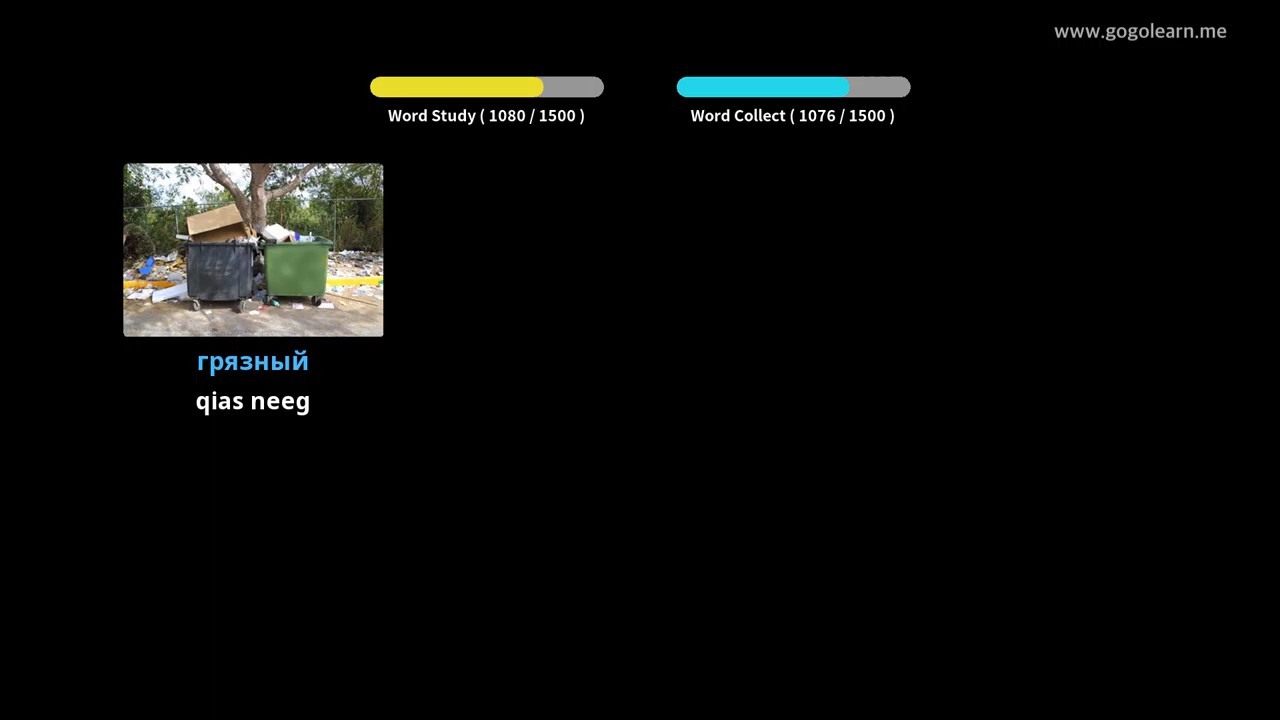 www.gogolearn.me
Word Study ( 1080 / 1500 )
Word Collect ( 1076 / 1500 )
грязный
qias neeg